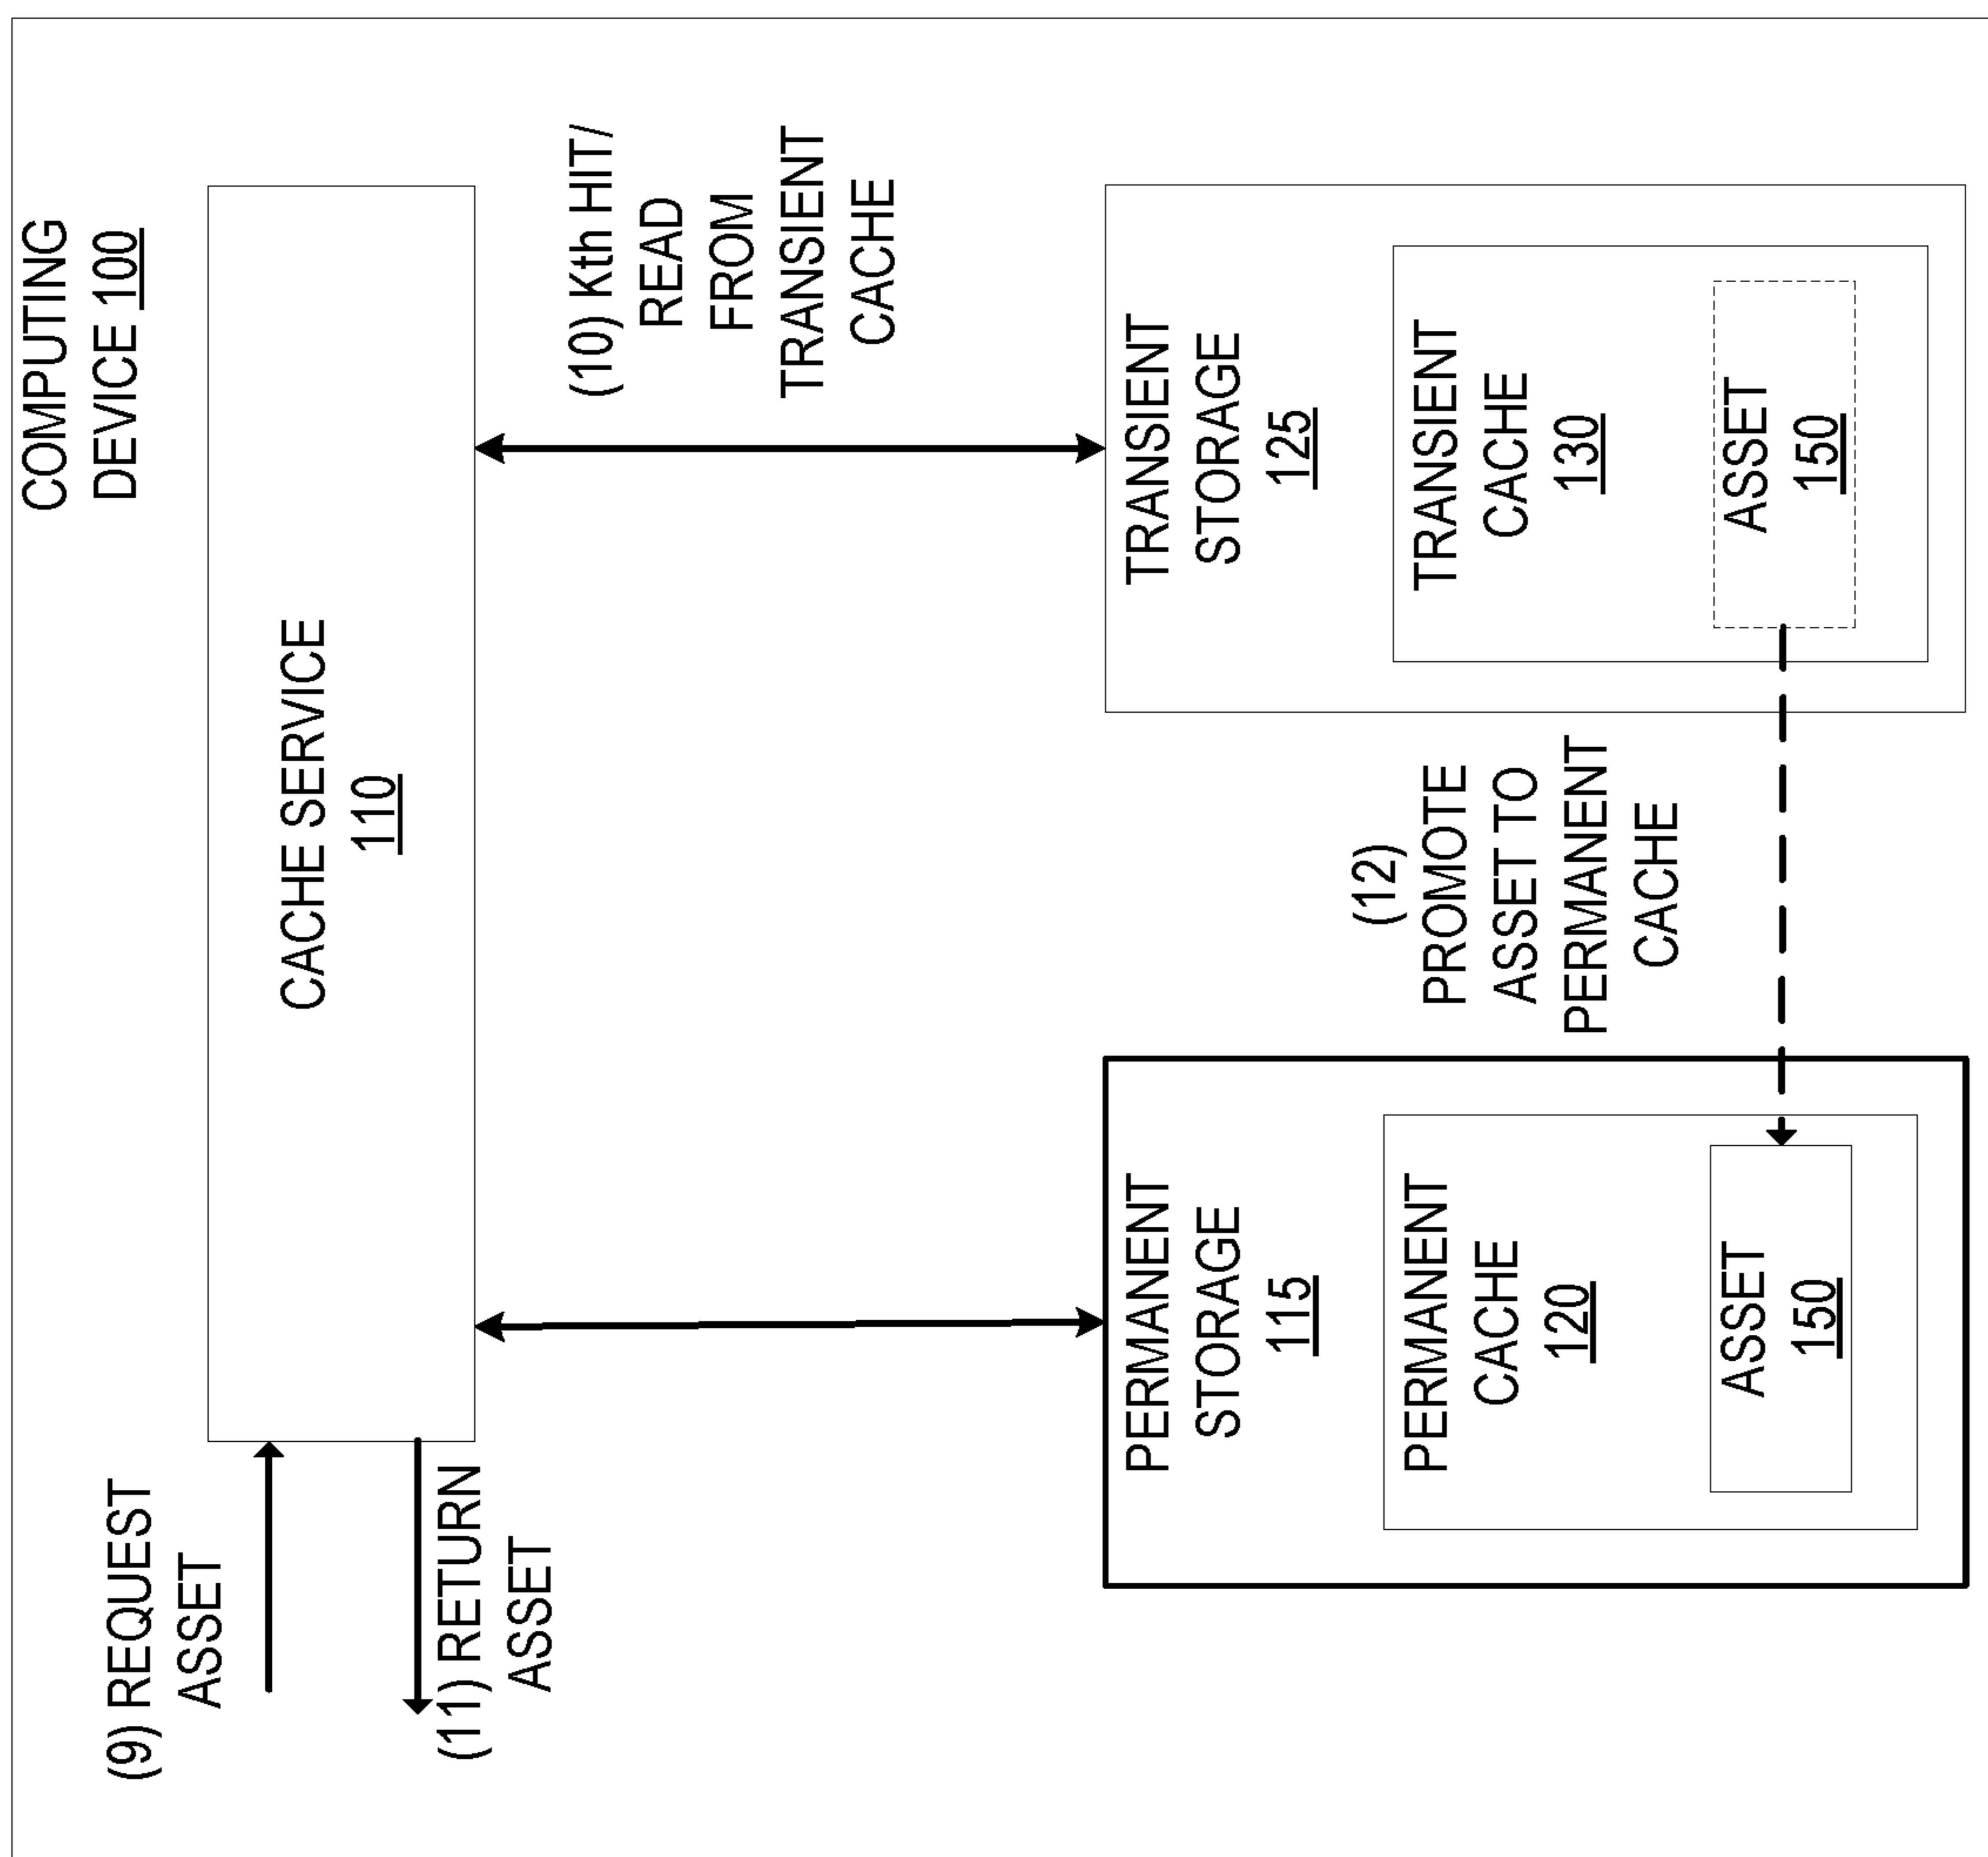 COMPUTING
DEVICE 100
(9) REQUEST
ASSET
CACHE SERVICE
110
(11) RETURN
ASSET
(10) Kth HIT/
READ
FROM
TRANSIENT
CACHE
PERMANENT
STORAGE
115
PERMANENT
CACHE
120
ASSET
150
(12)
PROMOTE
ASSET TO
PERMANENT
CACHE
TRANSIENT
STORAGE
125
TRANSIENT
CACHE
130
ASSET
150